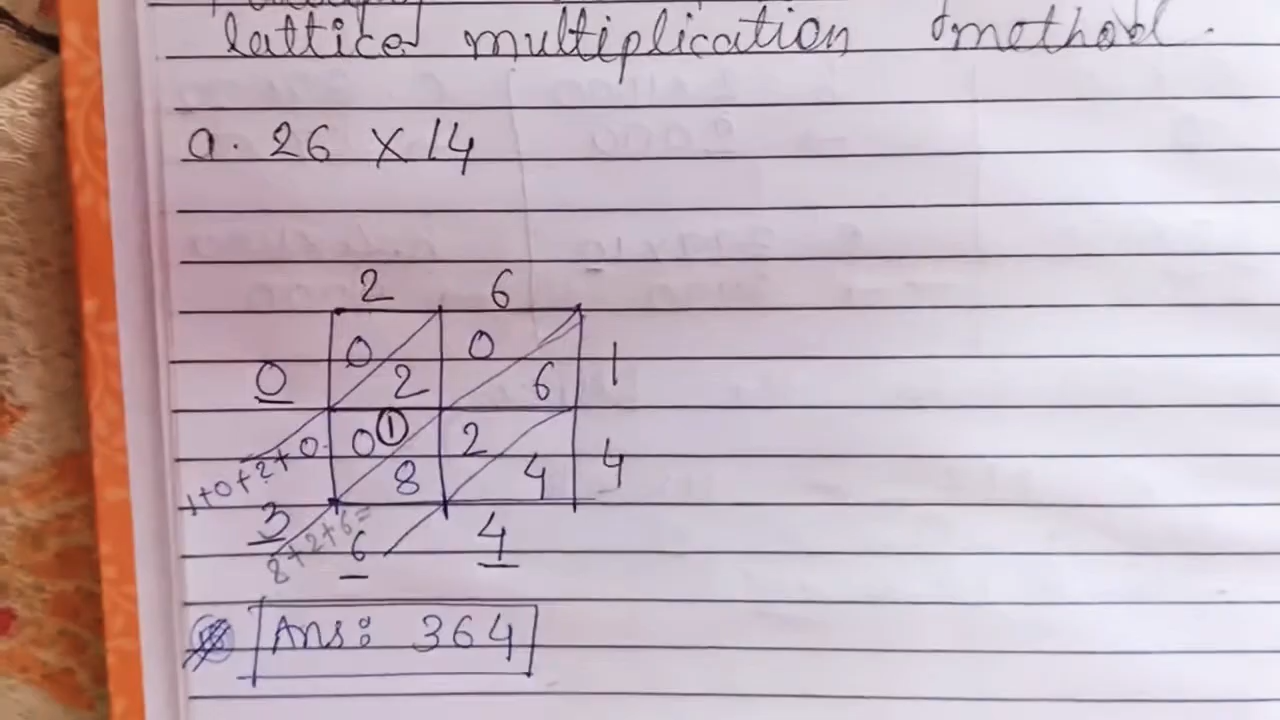 lattice multiplication method.
a. 26 × 14
2 6
0 0 1
0 2 6
0 1 2 4
1+0+2+0 8 4
3 8+2+6=
6 4
Ans: 364